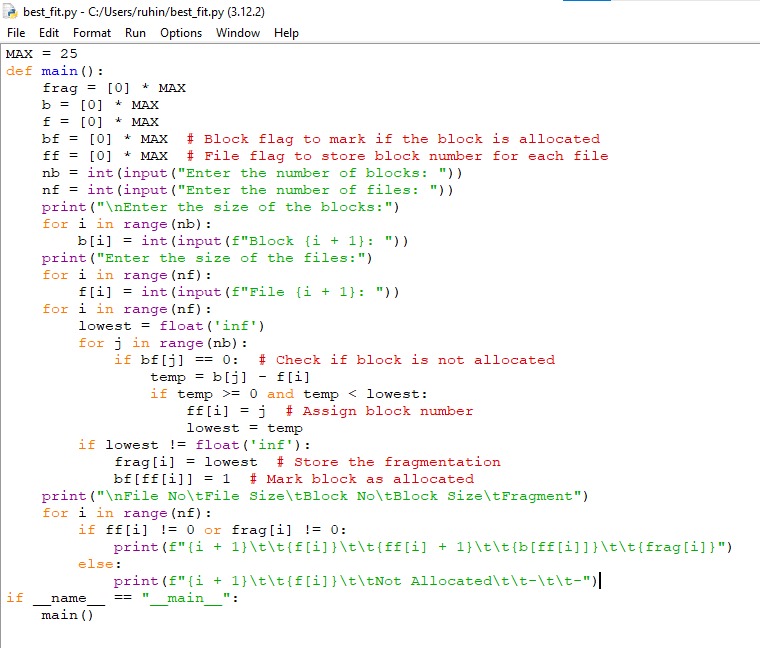 best_fit.py - C:/Users/ruhin/best_fit.py (3.12.2)
File Edit Format Run Options Window Help
MAX = 25
def main():
    frag = [0] * MAX
    b = [0] * MAX
    f = [0] * MAX
    bf = [0] * MAX  # Block flag to mark if the block is allocated
    ff = [0] * MAX  # File flag to store block number for each file
    nb = int(input("Enter the number of blocks: "))
    nf = int(input("Enter the number of files: "))
    print("\nEnter the size of the blocks:")
    for i in range(nb):
        b[i] = int(input(f"Block {i + 1}: "))
    print("Enter the size of the files:")
    for i in range(nf):
        f[i] = int(input(f"File {i + 1}: "))
    for i in range(nf):
        lowest = float('inf')
        for j in range(nb):
            if bf[j] == 0:  # Check if block is not allocated
                temp = b[j] - f[i]
                if temp >= 0 and temp < lowest:
                    ff[i] = j  # Assign block number
                    lowest = temp
        if lowest != float('inf'):
            frag[i] = lowest  # Store the fragmentation
            bf[ff[i]] = 1  # Mark block as allocated
    print("\nFile No\tFile Size\tBlock No\tBlock Size\tFragment")
    for i in range(nf):
        if ff[i] != 0 or frag[i] != 0:
            print(f"{i + 1}\t\t{f[i]}\t\t{ff[i] + 1}\t\t{b[ff[i]]}\t\t{frag[i]}")
        else:
            print(f"{i + 1}\t\t{f[i]}\t\tNot Allocated\t\t-\t\t-")
if __name__ == "__main__":
    main()